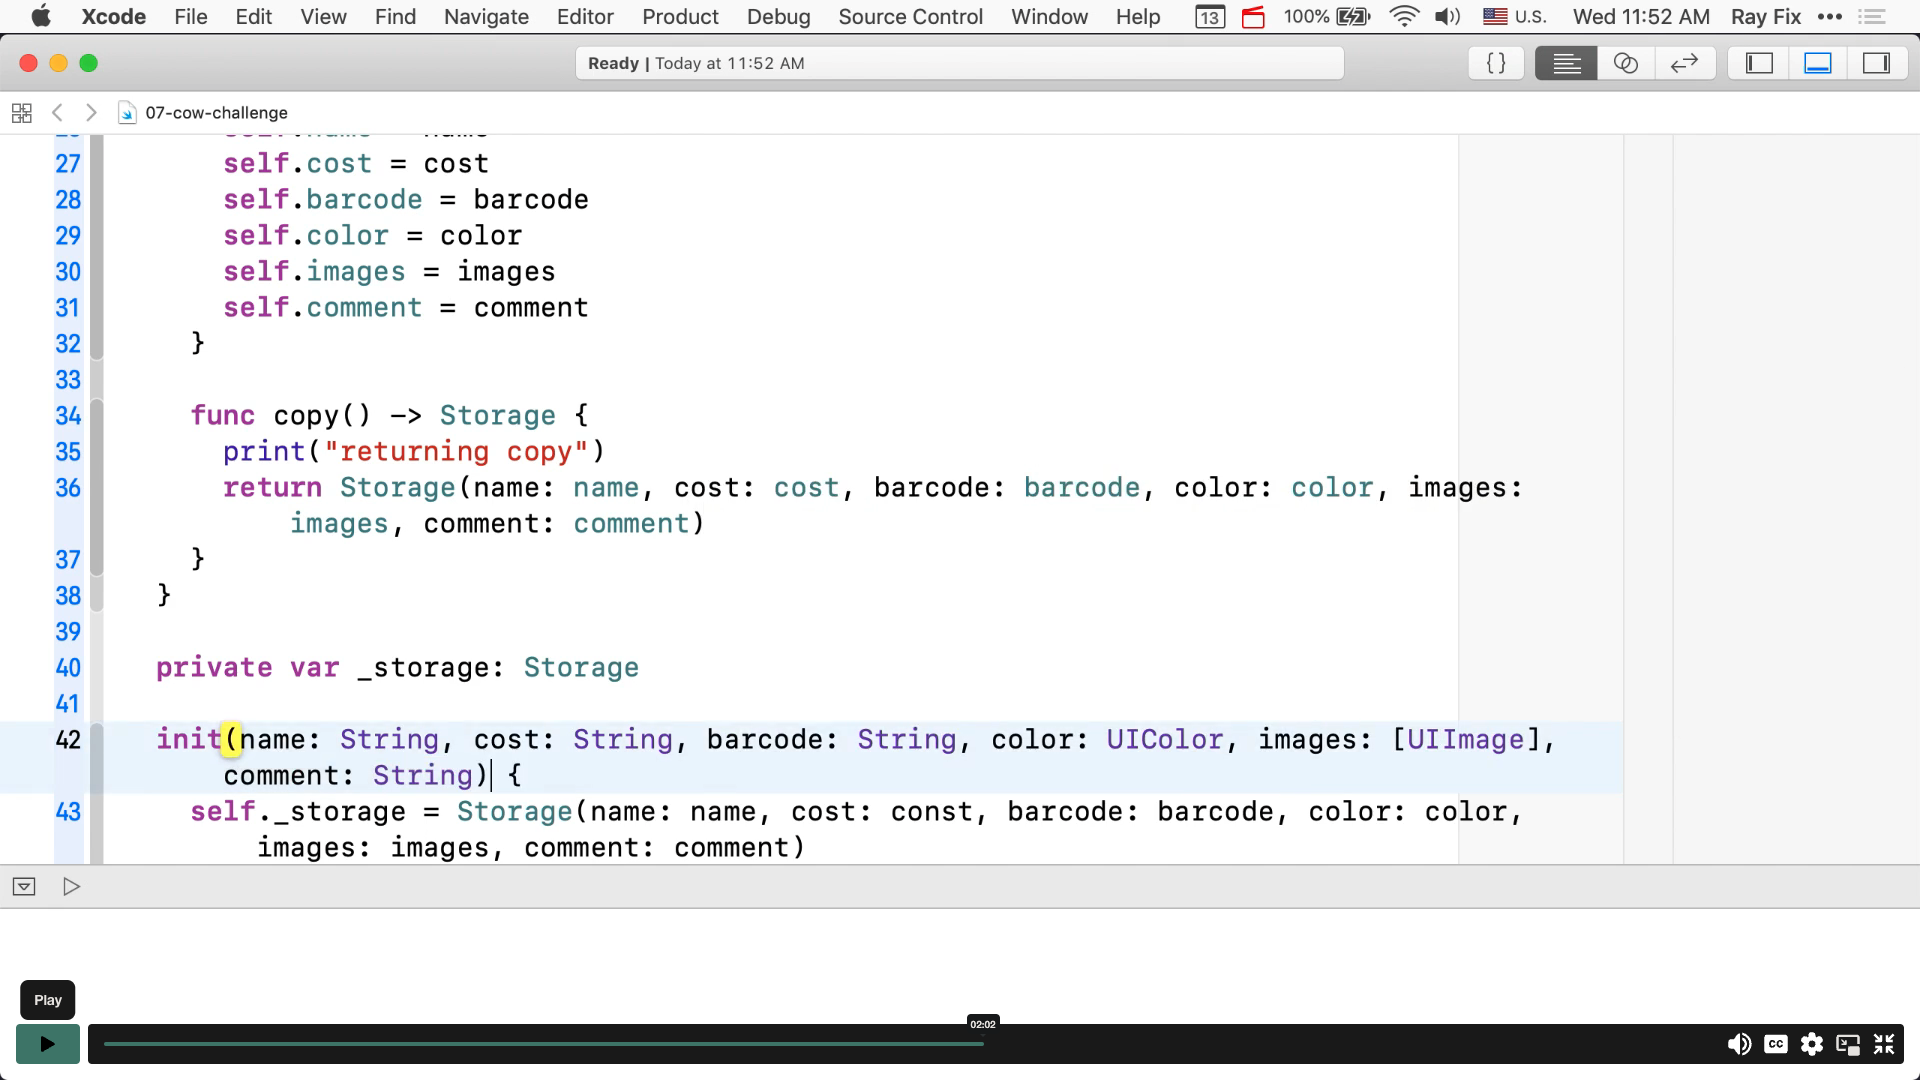 Xcode File Edit View Find Navigate Editor Product Debug Source Control Window Help 13 100% U.S. Wed 11:52 AM Ray Fix
Ready | Today at 11:52 AM
{}
07-cow-challenge
27 self.cost = cost
28 self.barcode = barcode
29 self.color = color
30 self.images = images
31 self.comment = comment
32 }
33
34 func copy() -> Storage {
35 print("returning copy")
36 return Storage(name: name, cost: cost, barcode: barcode, color: color, images:
images, comment: comment)
37 }
38 }
39
40 private var _storage: Storage
41
42 init(name: String, cost: String, barcode: String, color: UIColor, images: [UIImage],
comment: String) {
43 self._storage = Storage(name: name, cost: const, barcode: barcode, color: color,
images: images, comment: comment)
Play
02:02
CC